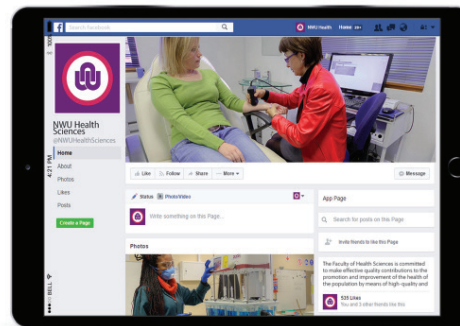 Search Facebook
NWU Health
Home
20+
NWU Health
Sciences
@NWUHealthSciences
Home
About
Photos
Likes
Posts
Create a Page
Like
Follow
Share
More
Message
Status
Photo/Video
Write something on this Page..
Photos
App Page
Search for posts on this Page
Invite friends to like this Page
The Faculty of Health Sciences is committed
to make effective quality contributions to the
promotion and improvement of the health of
the population by means of high-quality and
531 Likes
You and 3 other friends like this
100%
4:21 PM
BELL